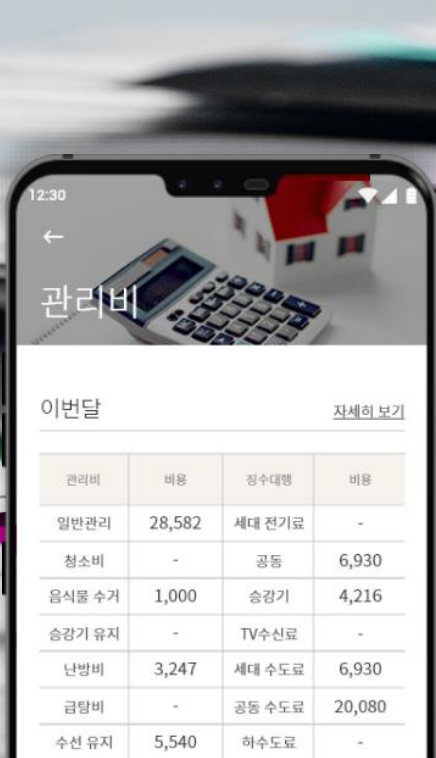 12:30
관리비
이번달 자세히 보기
관리비 비용 징수대행 비용
일반관리 28,582 세대 전기료 -
청소비 - 공동 6,930
음식물 수거 1,000 승강기 4,216
승강기 유지 - TV수신료 -
난방비 3,247 세대 수도료 6,930
급탕비 - 공동 수도료 20,080
수선 유지 5,540 하수도료 -